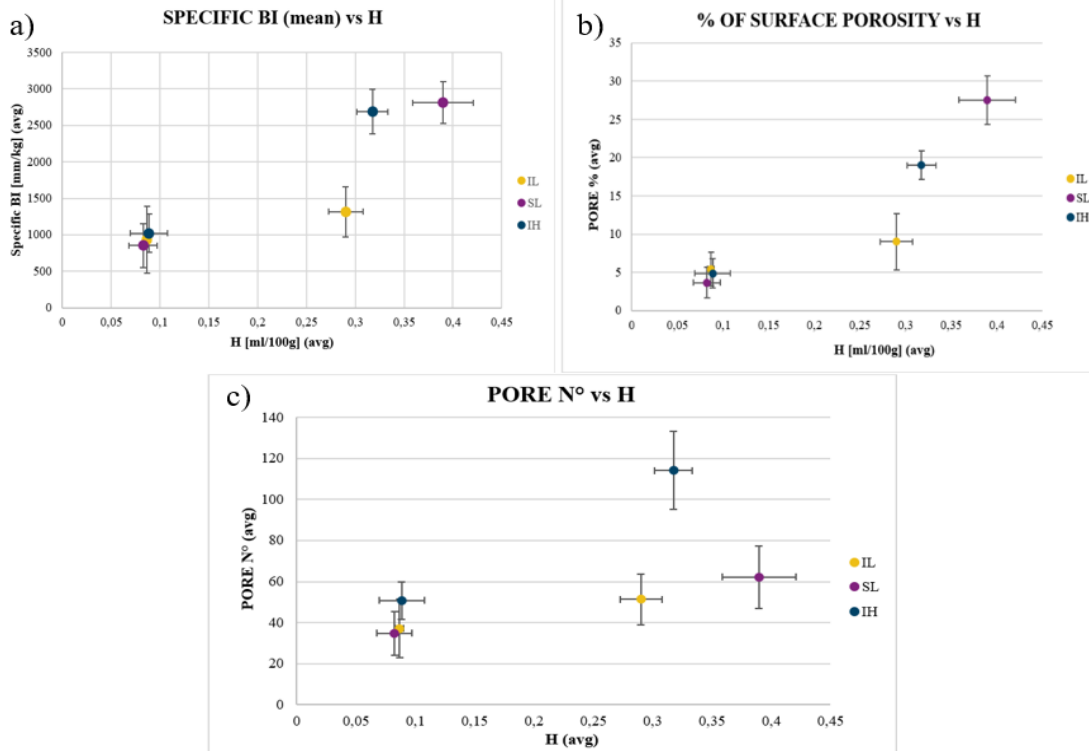 a)
SPECIFIC BI (mean) vs H
Specific BI [mm/kg] (avg)
3500
3000
2500
2000
1500
1000
500
0
0 0,05 0,1 0,15 0,2 0,25 0,3 0,35 0,4 0,45
H [ml/100g] (avg)
IL
SL
IH
b)
% OF SURFACE POROSITY vs H
PORE % (avg)
35
30
25
20
15
10
5
0
0 0,05 0,1 0,15 0,2 0,25 0,3 0,35 0,4 0,45
H [ml/100g] (avg)
IL
SL
IH
c)
PORE N° vs H
PORE N° (avg)
140
120
100
80
60
40
20
0
0 0,05 0,1 0,15 0,2 0,25 0,3 0,35 0,4 0,45
H (avg)
IL
SL
IH